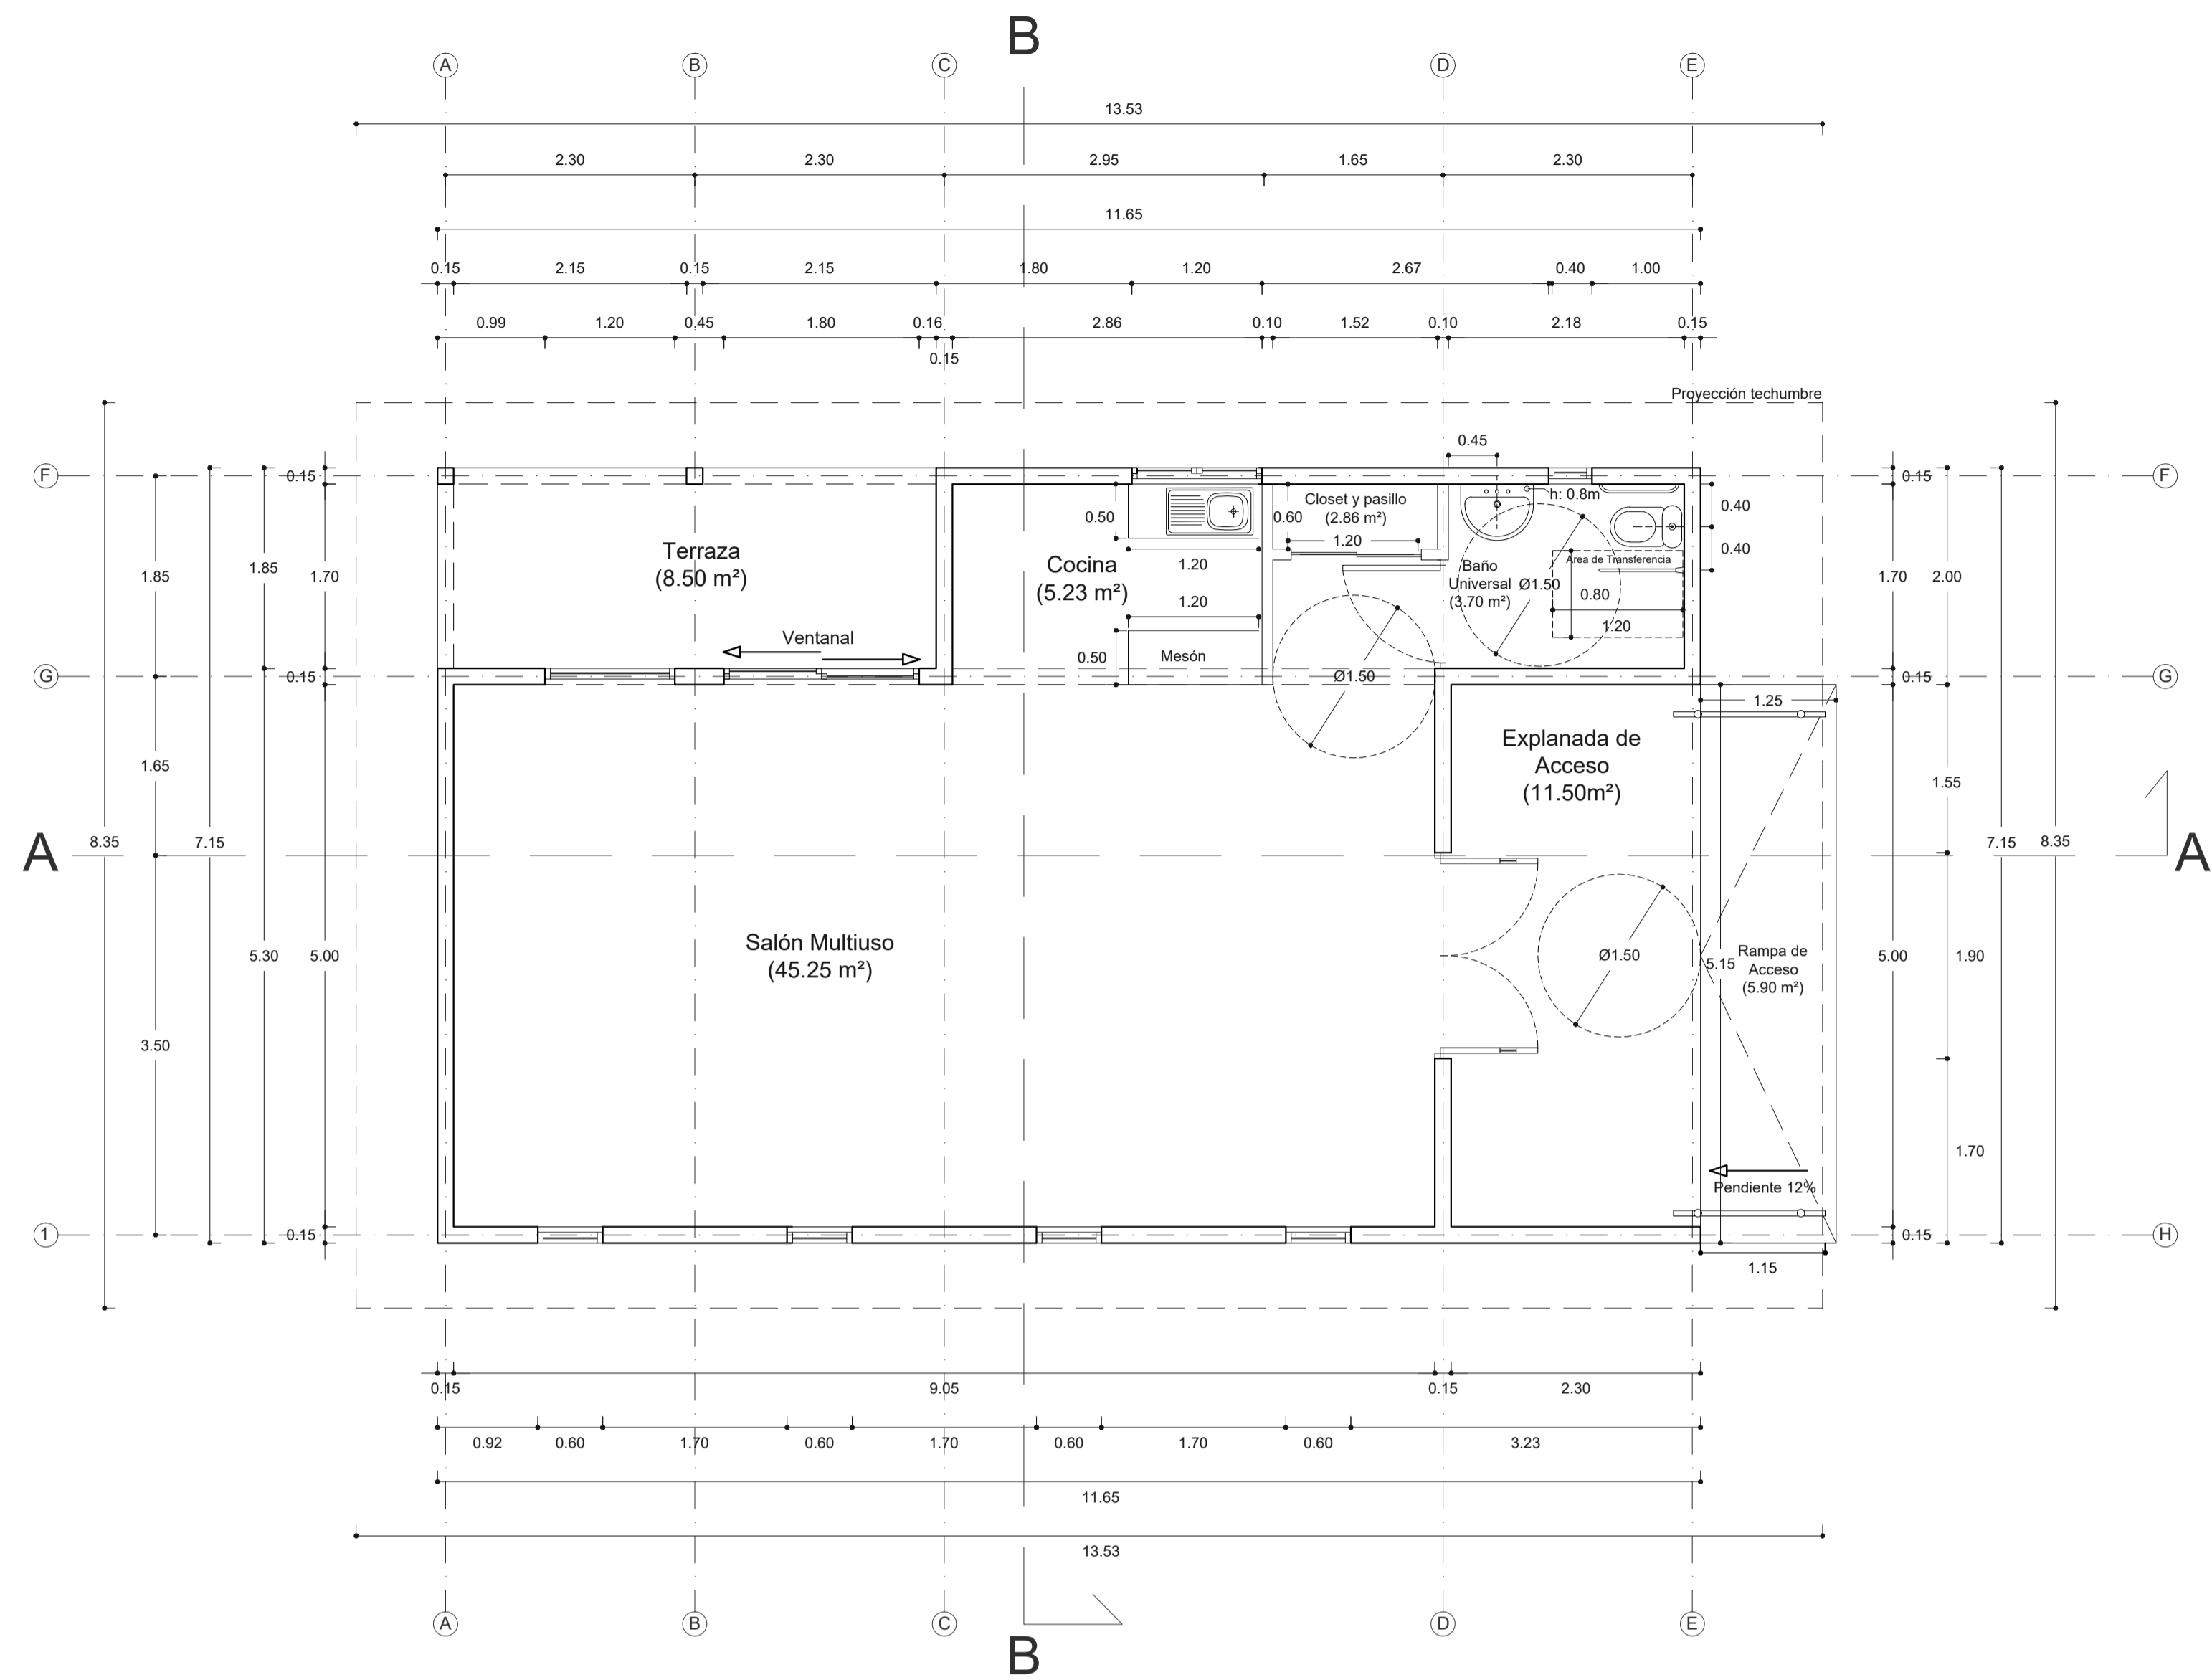 B
A B C D E
13.53
2.30 2.30 2.95 1.65 2.30
11.65
0.15 2.15 0.15 2.15 1.80 1.20 2.67 0.40 1.00
0.99 1.20 0.45 1.80 0.16 2.86 0.10 1.52 0.10 2.18 0.15
0.15
Proyección techumbre
0.45
F 0.15 0.15 F
h: 0.8m
Closet y pasillo
(2.86 m²)
0.50 0.60 0.40
1.20 0.40
Terraza
(8.50 m²)
Cocina
(5.23 m²)
1.20
1.20
Baño
Universal
(3.70 m²)
Ø1.50
Área de Transferencia
0.80
1.20
1.85 1.85 1.70 1.70 2.00
Ventanal
0.50 Mesón
G 0.15 Ø1.50 0.15 G
1.25
Explanada de
Acceso
(11.50m²)
1.65 1.55
A 8.35 7.15 7.15 8.35 A
Salón Multiuso
(45.25 m²)
5.30 5.00 Ø1.50 5.15 5.00 1.90
Rampa de
Acceso
(5.90 m²)
3.50 1.70
Pendiente 12%
1 0.15 0.15 H
1.15
0.15 9.05 0.15 2.30
0.92 0.60 1.70 0.60 1.70 0.60 1.70 0.60 3.23
11.65
13.53
A B C D E
B